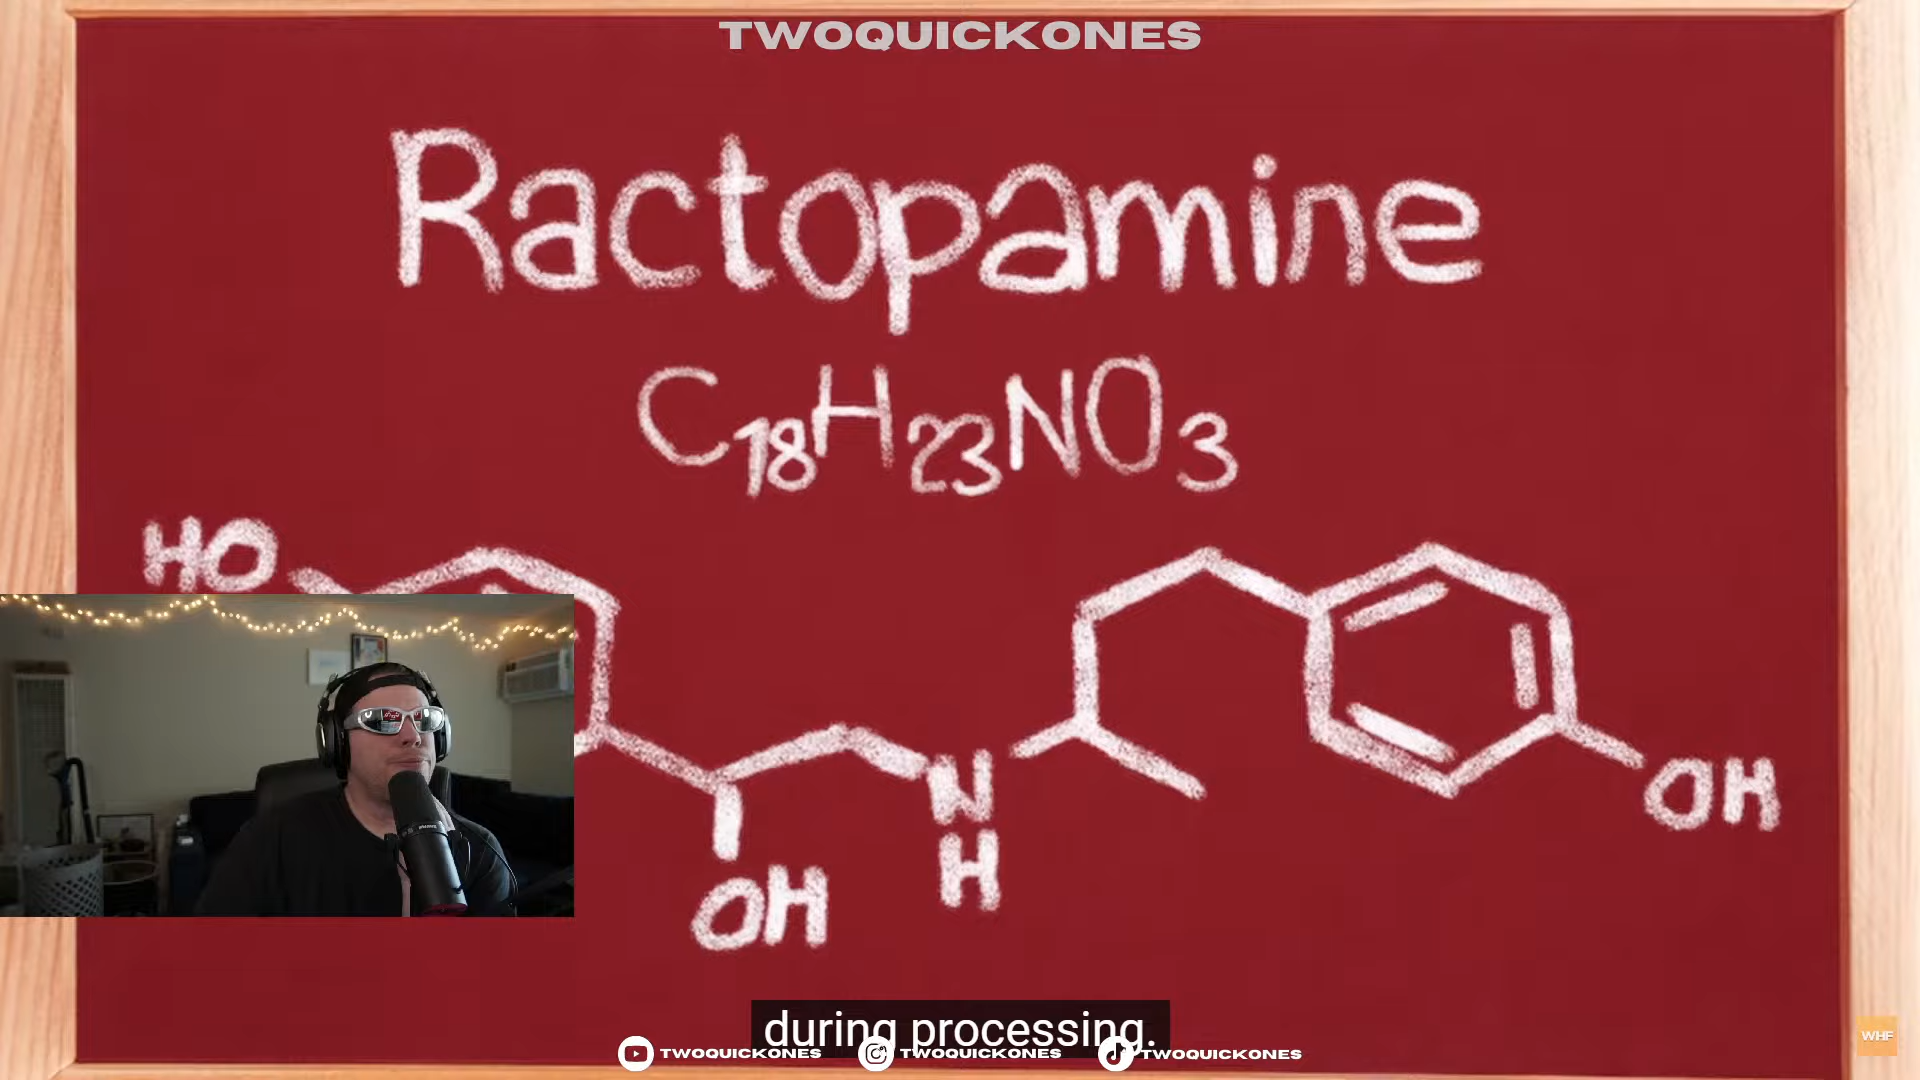 TWOQUICKONES
Ractopamine
C18H23NO3
HO
N
H
OH
OH
during processing.
TWOQUICKONES TWOQUICKONES TWOQUICKONES
WHF